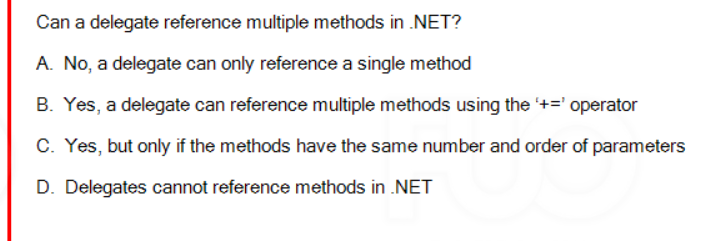 Can a delegate reference multiple methods in .NET?
A. No, a delegate can only reference a single method
B. Yes, a delegate can reference multiple methods using the ‘+=’ operator
C. Yes, but only if the methods have the same number and order of parameters
D. Delegates cannot reference methods in .NET